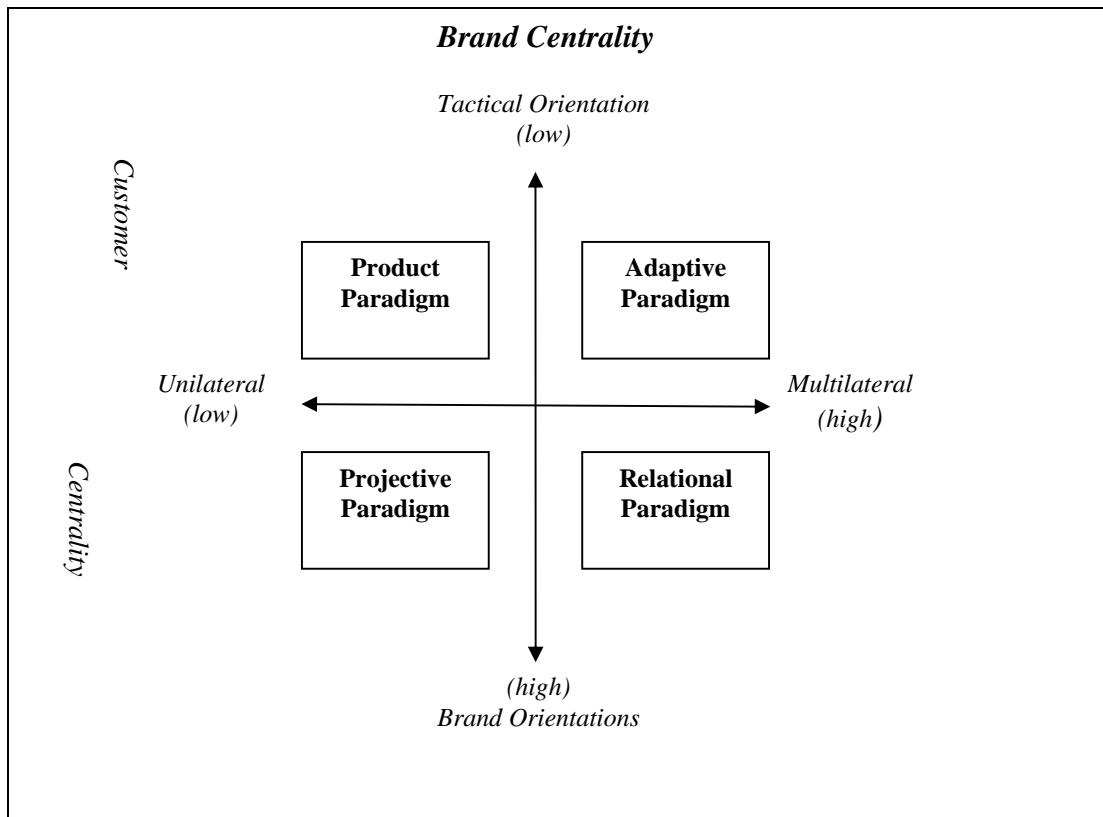 Brand Centrality
Tactical Orientation
(low)
Customer
Product
Paradigm
Adaptive
Paradigm
Unilateral
(low)
Multilateral
(high)
Centrality
Projective
Paradigm
Relational
Paradigm
(high)
Brand Orientations